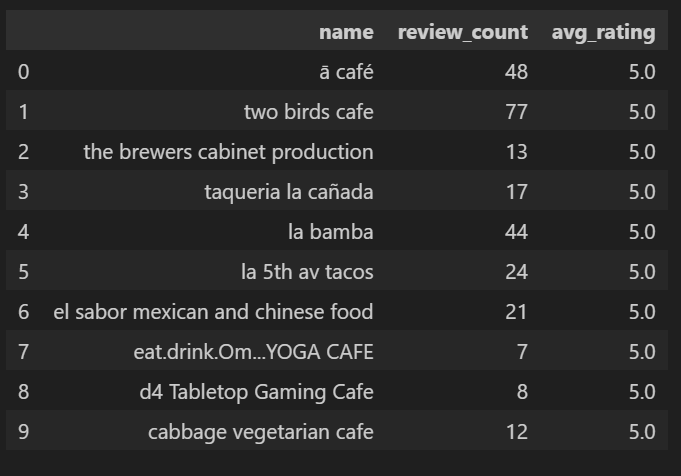 name review_count avg_rating
0 ā café 48 5.0
1 two birds cafe 77 5.0
2 the brewers cabinet production 13 5.0
3 taqueria la cañada 17 5.0
4 la bamba 44 5.0
5 la 5th av tacos 24 5.0
6 el sabor mexican and chinese food 21 5.0
7 eat.drink.Om...YOGA CAFE 7 5.0
8 d4 Tabletop Gaming Cafe 8 5.0
9 cabbage vegetarian cafe 12 5.0